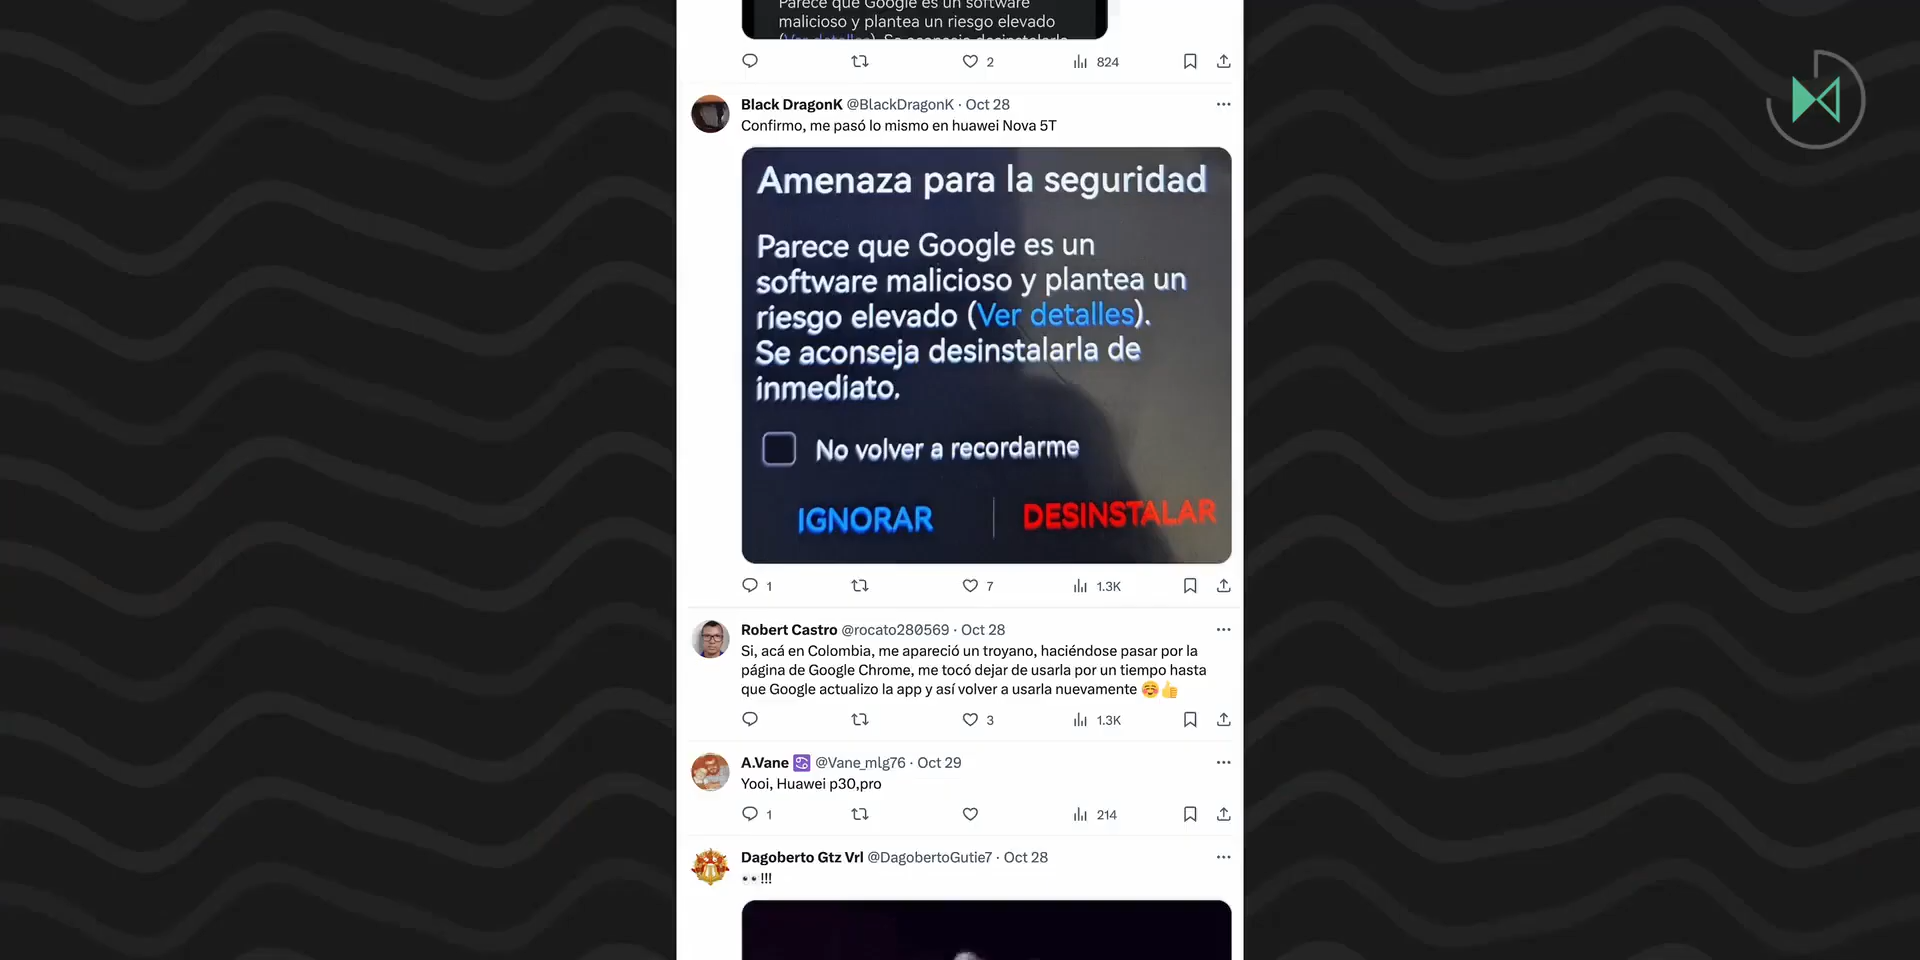 Parece que Google es un software
malicioso y plantea un riesgo elevado
(Ver detalles). Se aconseja desinstalarla
2
824
Black DragonK @BlackDragonK · Oct 28
Confirmo, me pasó lo mismo en huawei Nova 5T
Amenaza para la seguridad
Parece que Google es un
software malicioso y plantea un
riesgo elevado (Ver detalles).
Se aconseja desinstalarla de
inmediato.
No volver a recordarme
IGNORAR
DESINSTALAR
1
7
1.3K
Robert Castro @rocato280569 · Oct 28
Si, acá en Colombia, me apareció un troyano, haciéndose pasar por la
página de Google Chrome, me tocó dejar de usarla por un tiempo hasta
que Google actualizo la app y así volver a usarla nuevamente 🥰👍
3
1.3K
A.Vane ♋ @Vane_mlg76 · Oct 29
Yooi, Huawei p30,pro
1
214
Dagoberto Gtz Vrl @DagobertoGutie7 · Oct 28
👀!!!